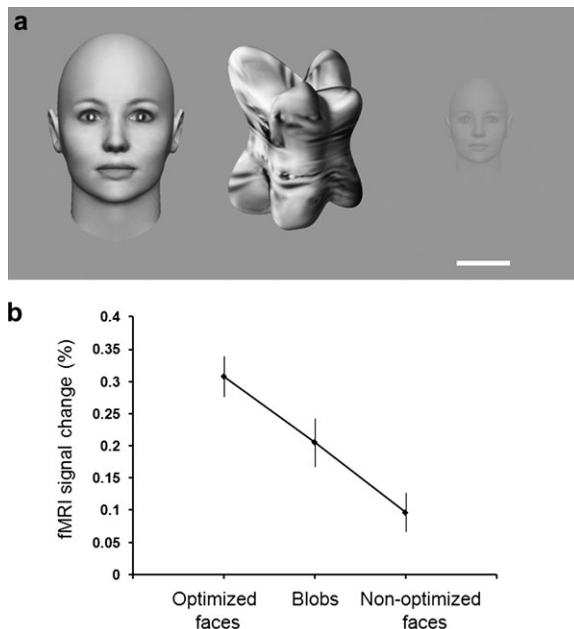 a
b
fMRI signal change (%)
0.4
0.35
0.3
0.25
0.2
0.15
0.1
0.05
0
Optimized
faces
Blobs
Non-optimized
faces